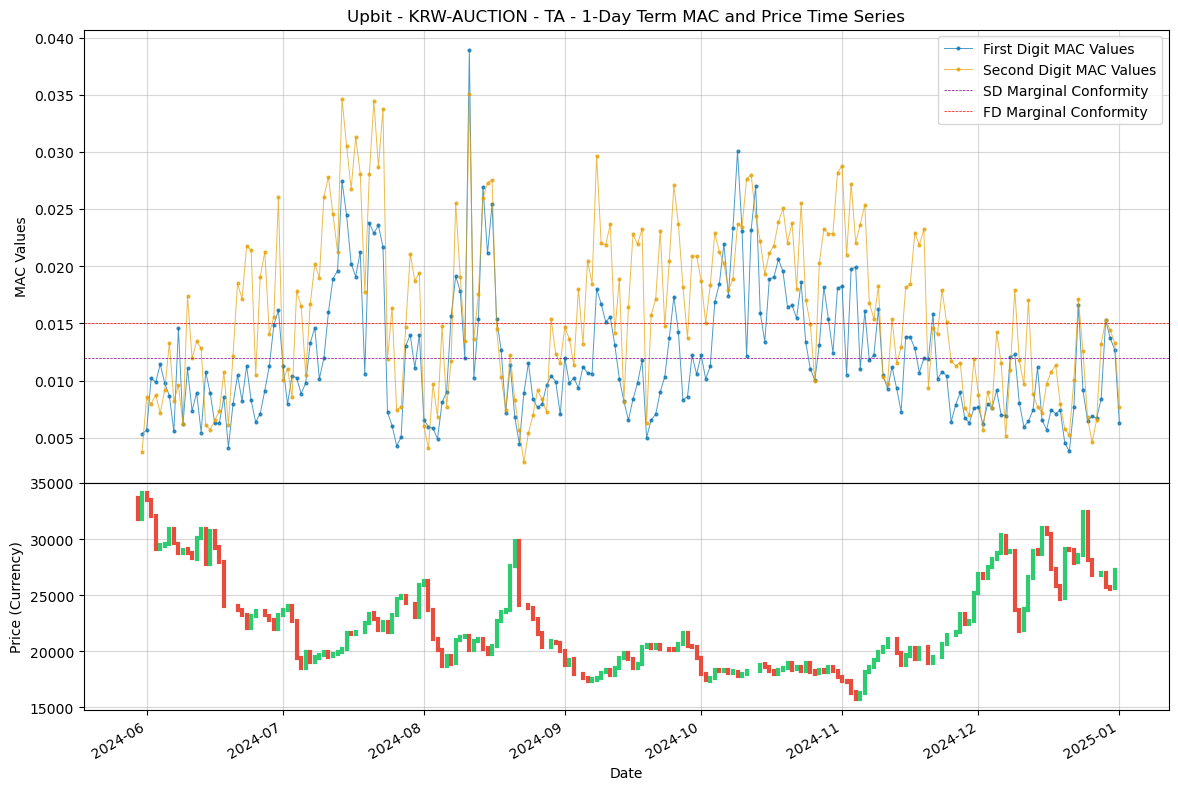 Upbit - KRW-AUCTION - TA - 1-Day Term MAC and Price Time Series
First Digit MAC Values
Second Digit MAC Values
SD Marginal Conformity
FD Marginal Conformity
MAC Values
0.040
0.035
0.030
0.025
0.020
0.015
0.010
0.005
Price (Currency)
35000
30000
25000
20000
15000
2024-06
2024-07
2024-08
2024-09
2024-10
2024-11
2024-12
2025-01
Date